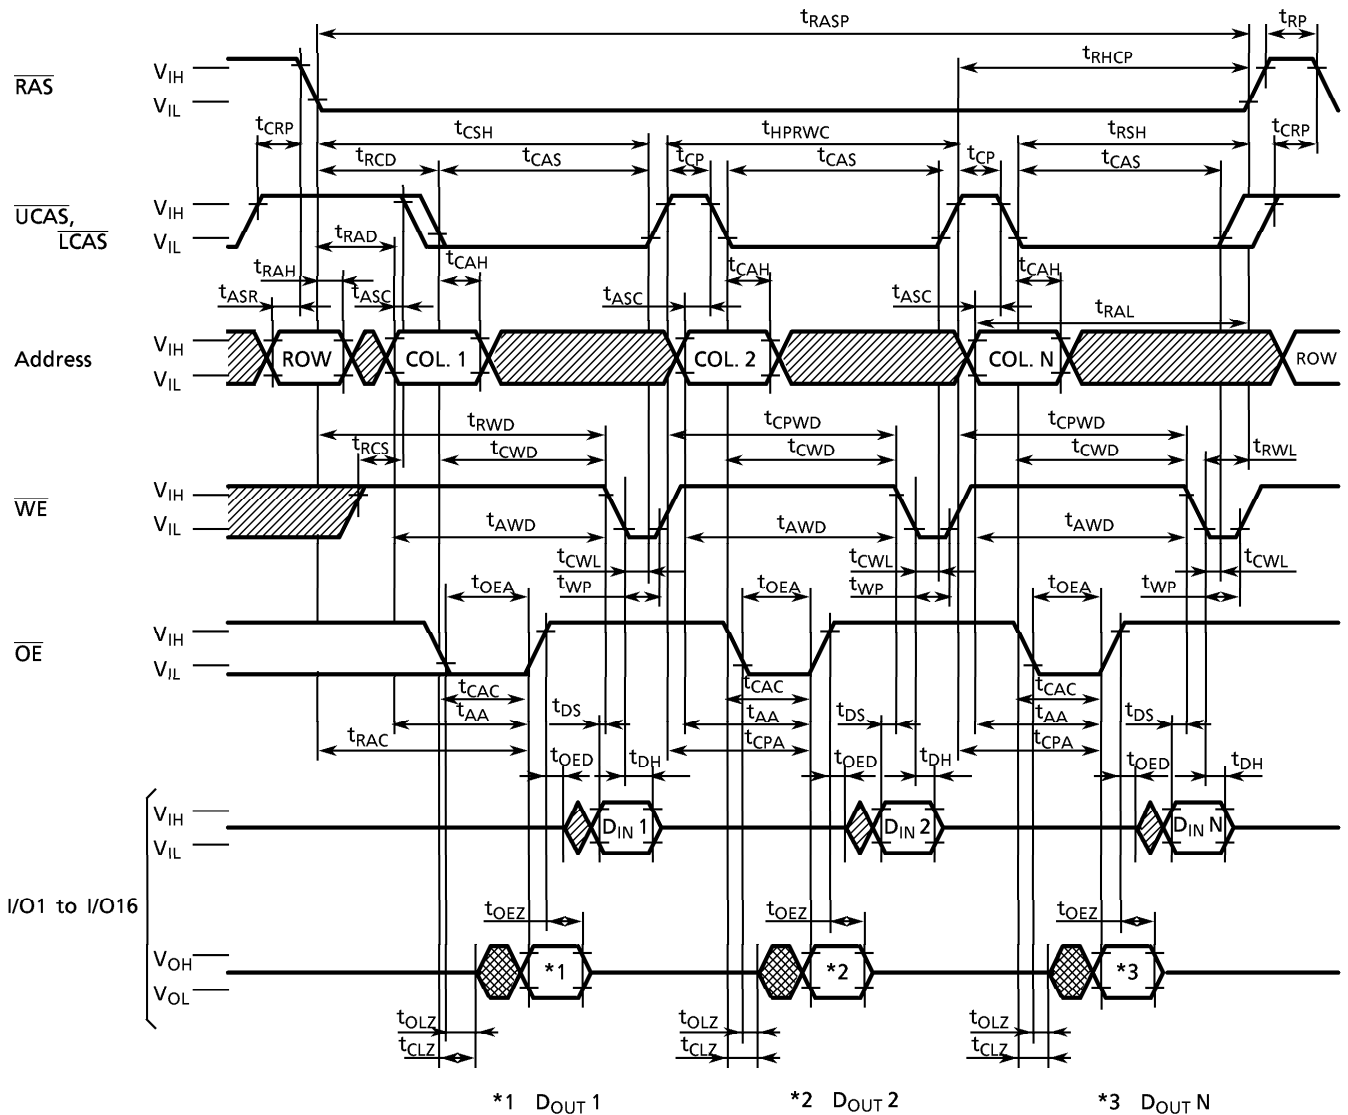 tRASP tRP
tRHCP
RAS VIH
VIL
tCRP tCSH tHPRWC tRSH tCRP
tRCD tCAS tCP tCAS tCP tCAS
UCAS, VIH
LCAS VIL
tRAD
tRAH tCAH tCAH tCAH
tASR tASC tASC tASC
tRAL
Address VIH ROW COL. 1 COL. 2 COL. N ROW
VIL
tRWD tCPWD tCPWD
tRCS tCWD tCWD tCWD tRWL
WE VIH
VIL
tAWD tAWD tAWD
tCWL tCWL tCWL
tOEA tWP tOEA tWP tOEA tWP
OE VIH
VIL
tCAC tCAC tCAC
tAA tDS tAA tDS tAA tDS
tRAC tCPA tCPA
tOED tDH tOED tDH tOED tDH
VIH
VIL DIN 1 DIN 2 DIN N
I/O1 to I/O16
tOEZ tOEZ tOEZ
VOH *1 *2 *3
VOL
tOLZ tOLZ tOLZ
tCLZ tCLZ tCLZ
*1 DOUT 1 *2 DOUT 2 *3 DOUT N